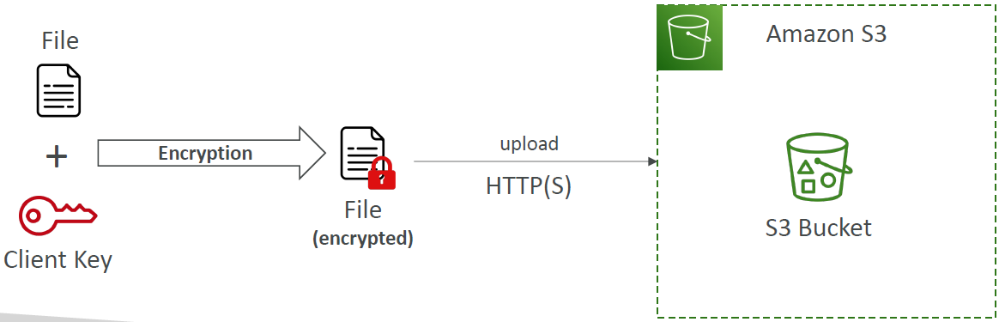 File
+
Client Key
Encryption
File
(encrypted)
upload
HTTP(S)
Amazon S3
S3 Bucket